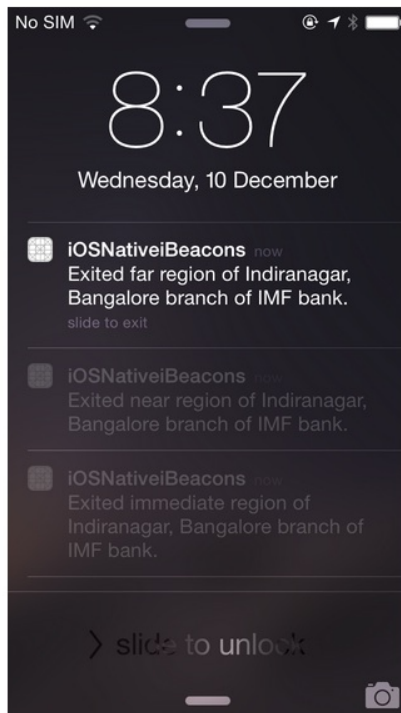 No SIM
8:37
Wednesday, 10 December
iOSNativeiBeacons now
Exited far region of Indiranagar,
Bangalore branch of IMF bank.
slide to exit
iOSNativeiBeacons now
Exited near region of Indiranagar,
Bangalore branch of IMF bank.
iOSNativeiBeacons now
Exited immediate region of
Indiranagar, Bangalore branch of
IMF bank.
slide to unlock